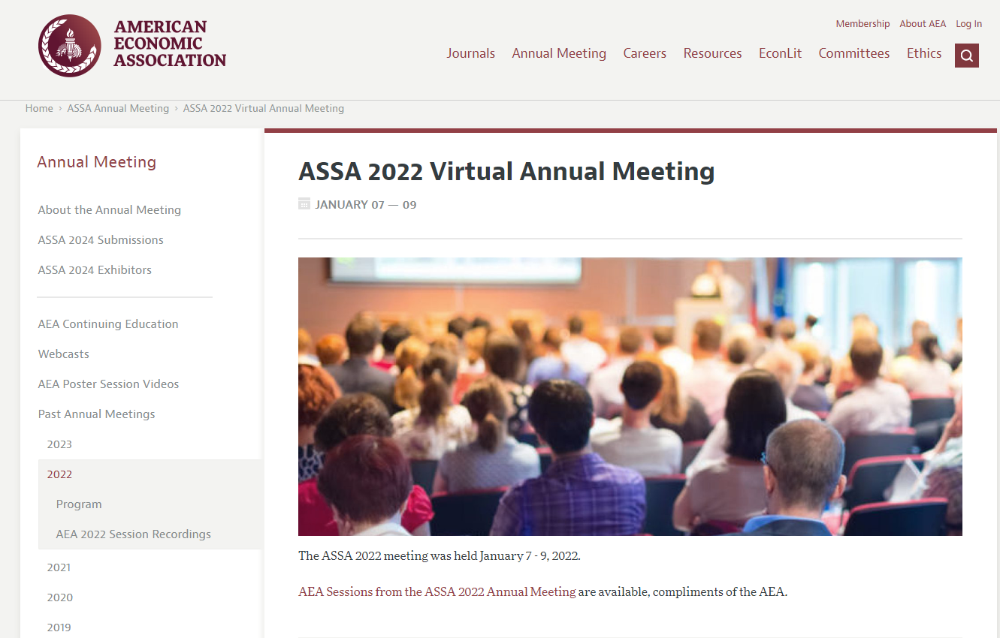 AMERICAN
ECONOMIC
ASSOCIATION
Membership About AEA Log In
Journals Annual Meeting Careers Resources EconLit Committees Ethics
Home › ASSA Annual Meeting › ASSA 2022 Virtual Annual Meeting
Annual Meeting
About the Annual Meeting
ASSA 2024 Submissions
ASSA 2024 Exhibitors
AEA Continuing Education
Webcasts
AEA Poster Session Videos
Past Annual Meetings
2023
2022
Program
AEA 2022 Session Recordings
2021
2020
2019
ASSA 2022 Virtual Annual Meeting
JANUARY 07 — 09
The ASSA 2022 meeting was held January 7 - 9, 2022.
AEA Sessions from the ASSA 2022 Annual Meeting are available, compliments of the AEA.